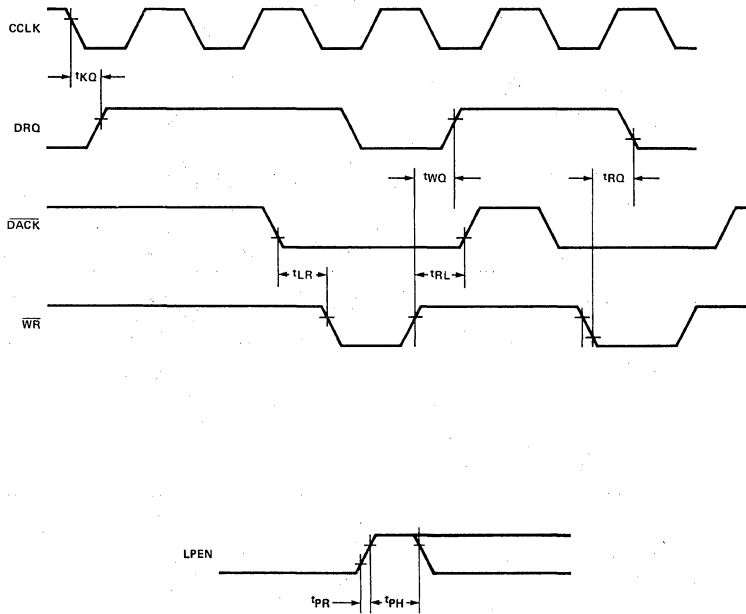 CCLK
tKQ
DRQ
tWQ
tRQ
DACK
tLR
tRL
WR
LPEN
tPR
tPH